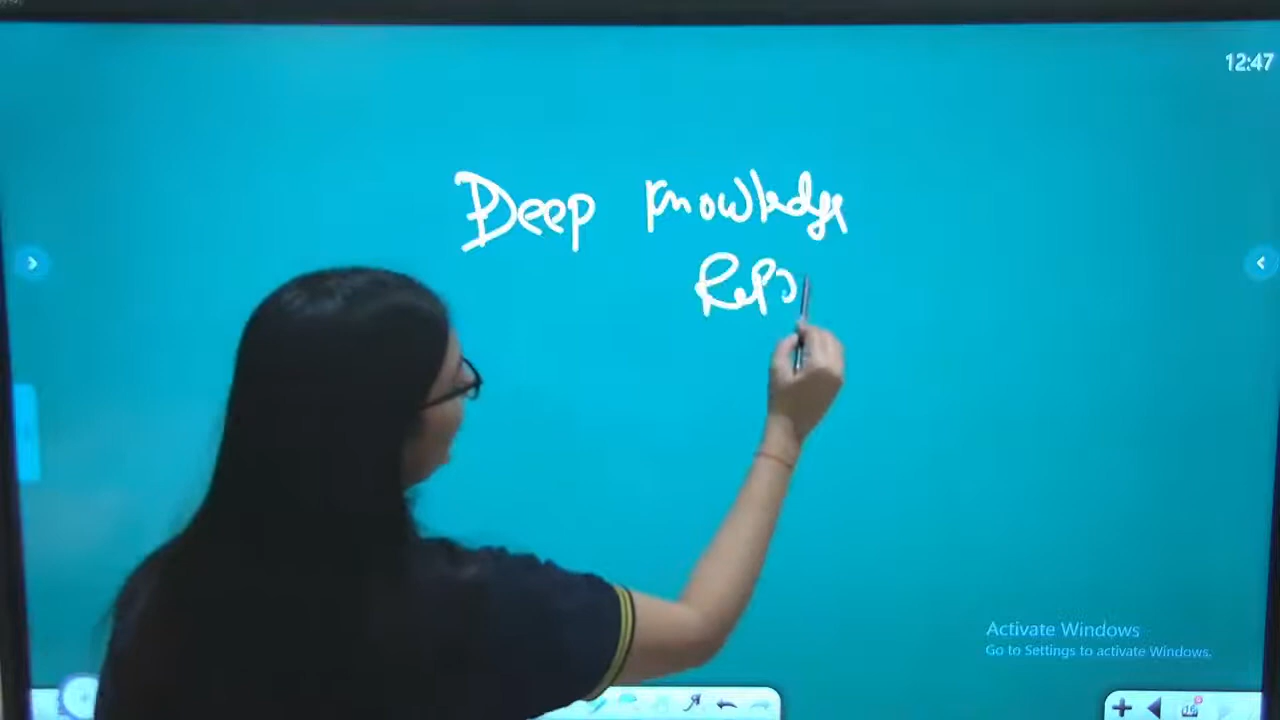 12:47
Deep Knowledge
Rep
Activate Windows
Go to Settings to activate Windows.